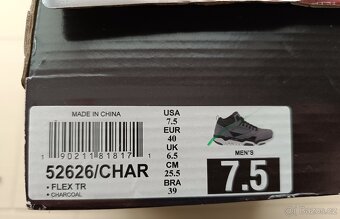 MADE IN CHINA
1 90211 81817 1
52626/CHAR
• FLEX TR
• CHARCOAL
USA
7.5
EUR
40
UK
6.5
CM
25.5
BRA
39
MEN'S
7.5